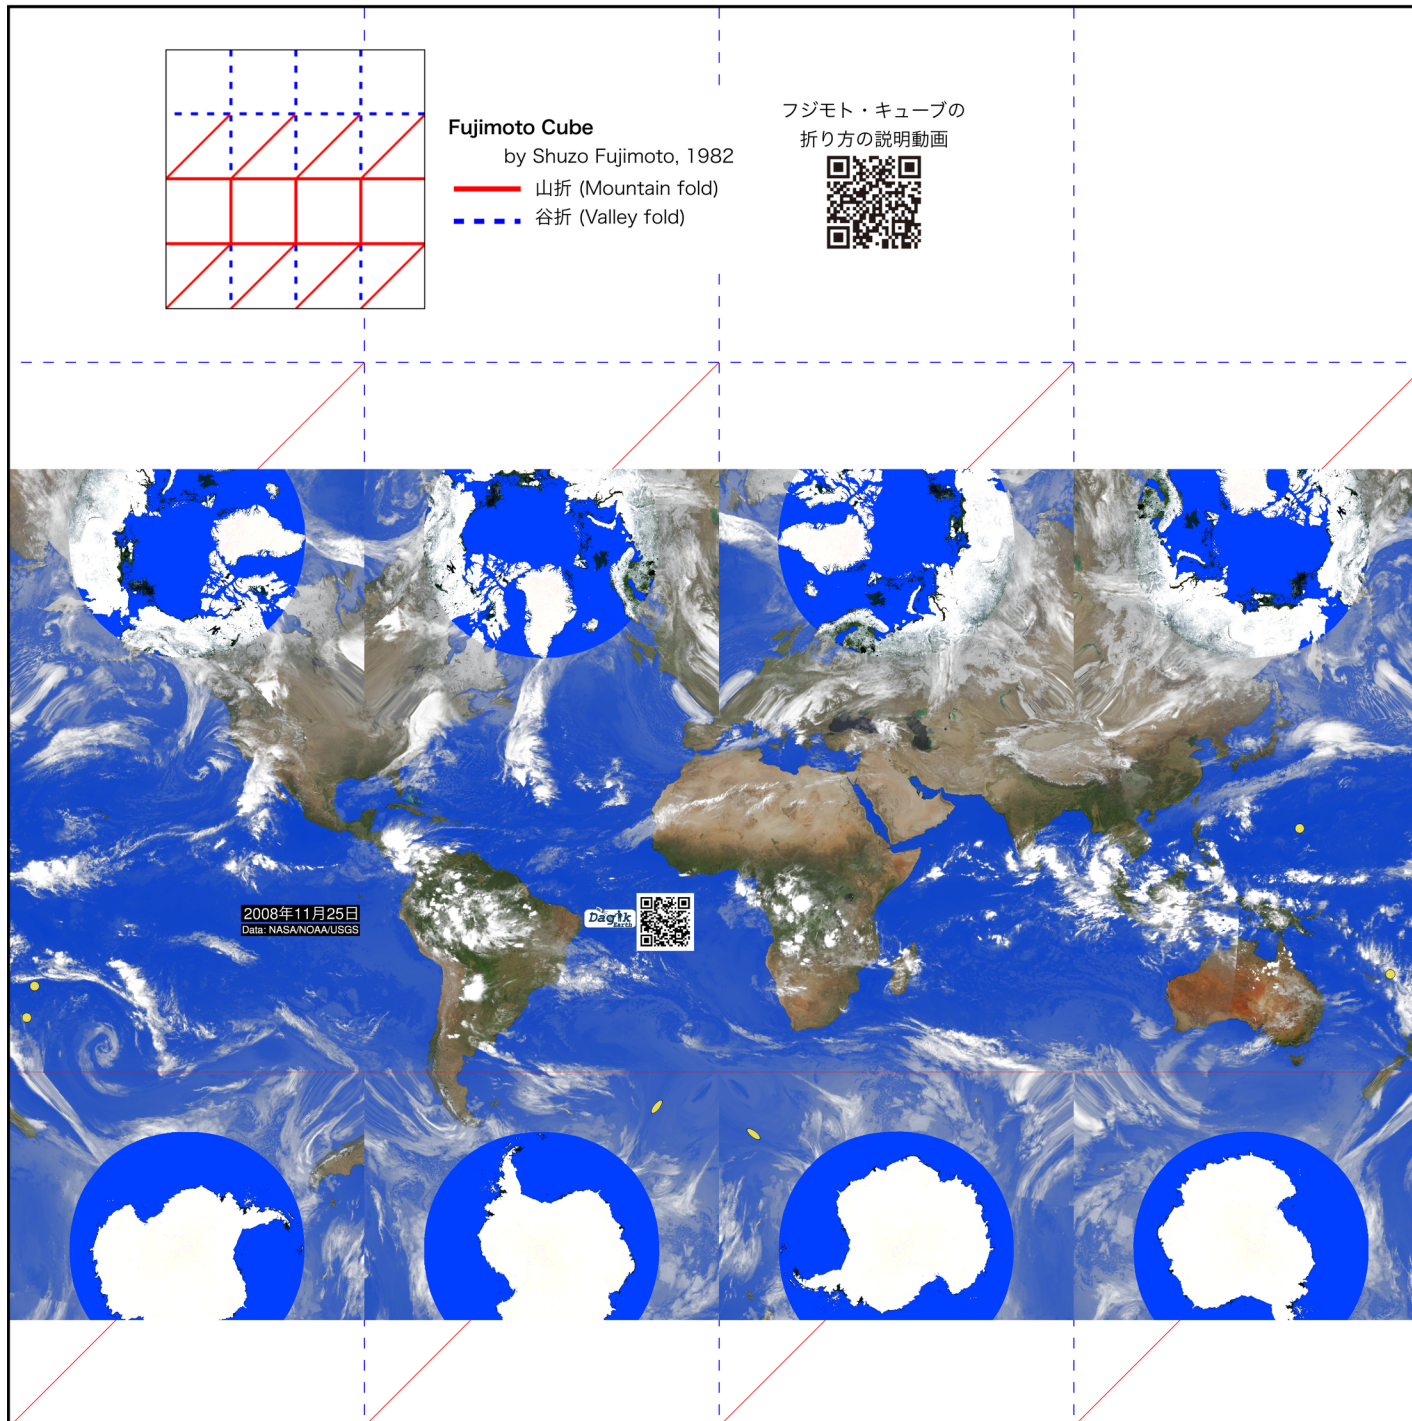 Fujimoto Cube
by Shuzo Fujimoto, 1982
山折 (Mountain fold)
谷折 (Valley fold)
フジモト・キューブの
折り方の説明動画
2008年11月25日
Data: NASA/NOAA/USGS
Dagik
Earth